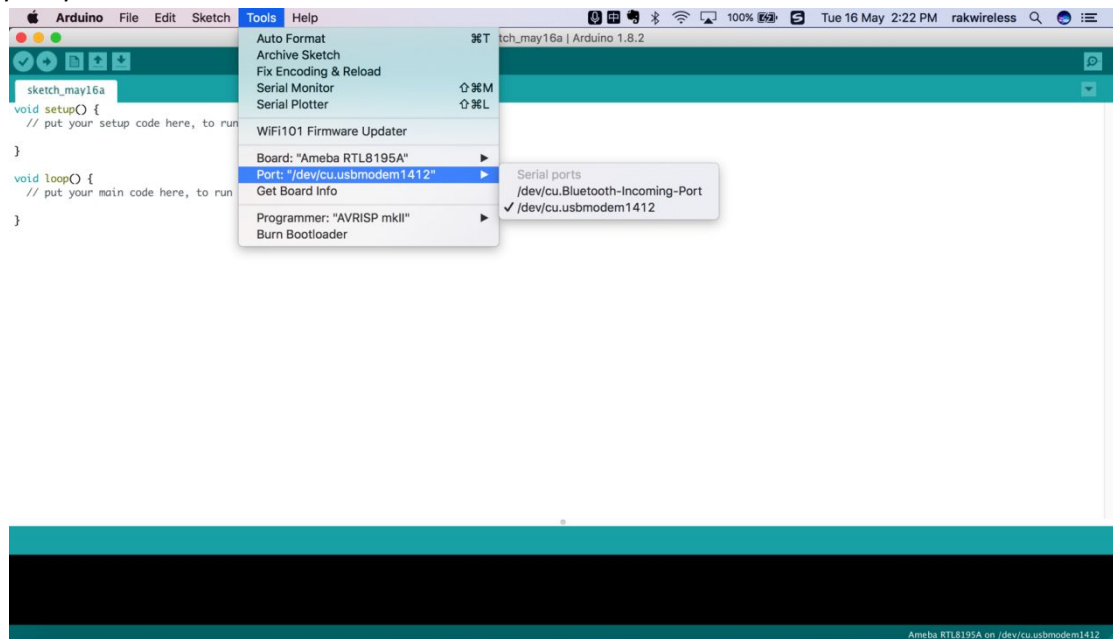 Arduino File Edit Sketch Tools Help 中 100% S Tue 16 May 2:22 PM rakwireless
tch_may16a | Arduino 1.8.2
sketch_may16a
void setup() {
// put your setup code here, to run
}
void loop() {
// put your main code here, to run
}
Auto Format ⌘T
Archive Sketch
Fix Encoding & Reload
Serial Monitor ⇧⌘M
Serial Plotter ⇧⌘L
WiFi101 Firmware Updater
Board: "Ameba RTL8195A" ▶
Port: "/dev/cu.usbmodem1412" ▶
Get Board Info
Programmer: "AVRISP mkII" ▶
Burn Bootloader
Serial ports
/dev/cu.Bluetooth-Incoming-Port
✓ /dev/cu.usbmodem1412
Ameba RTL8195A on /dev/cu.usbmodem1412